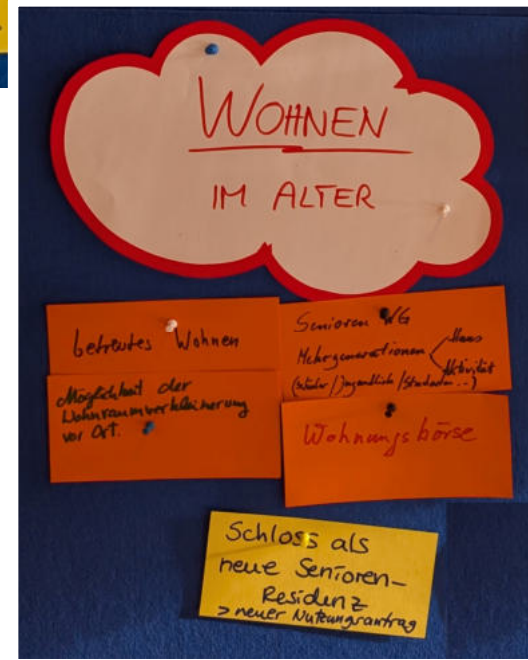 WOHNEN
IM ALTER
betreutes Wohnen
Möglichkeit der
Wohnraumverkleinerung
vor Ort.
Senioren WG
Mehrgenerationen < Haus
Aktivität
(Kinder/Jugendliche/Studenten...)
Wohnungsbörse
Schloss als
neue Senioren-
Residenz
> neuer Nutzungsantrag